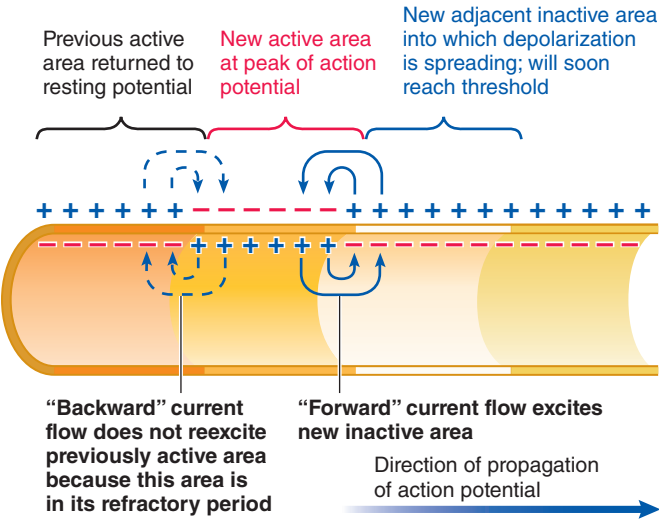 Previous active
area returned to
resting potential
New active area
at peak of action
potential
New adjacent inactive area
into which depolarization
is spreading; will soon
reach threshold
“Backward” current
flow does not reexcite
previously active area
because this area is
in its refractory period
“Forward” current flow excites
new inactive area
Direction of propagation
of action potential